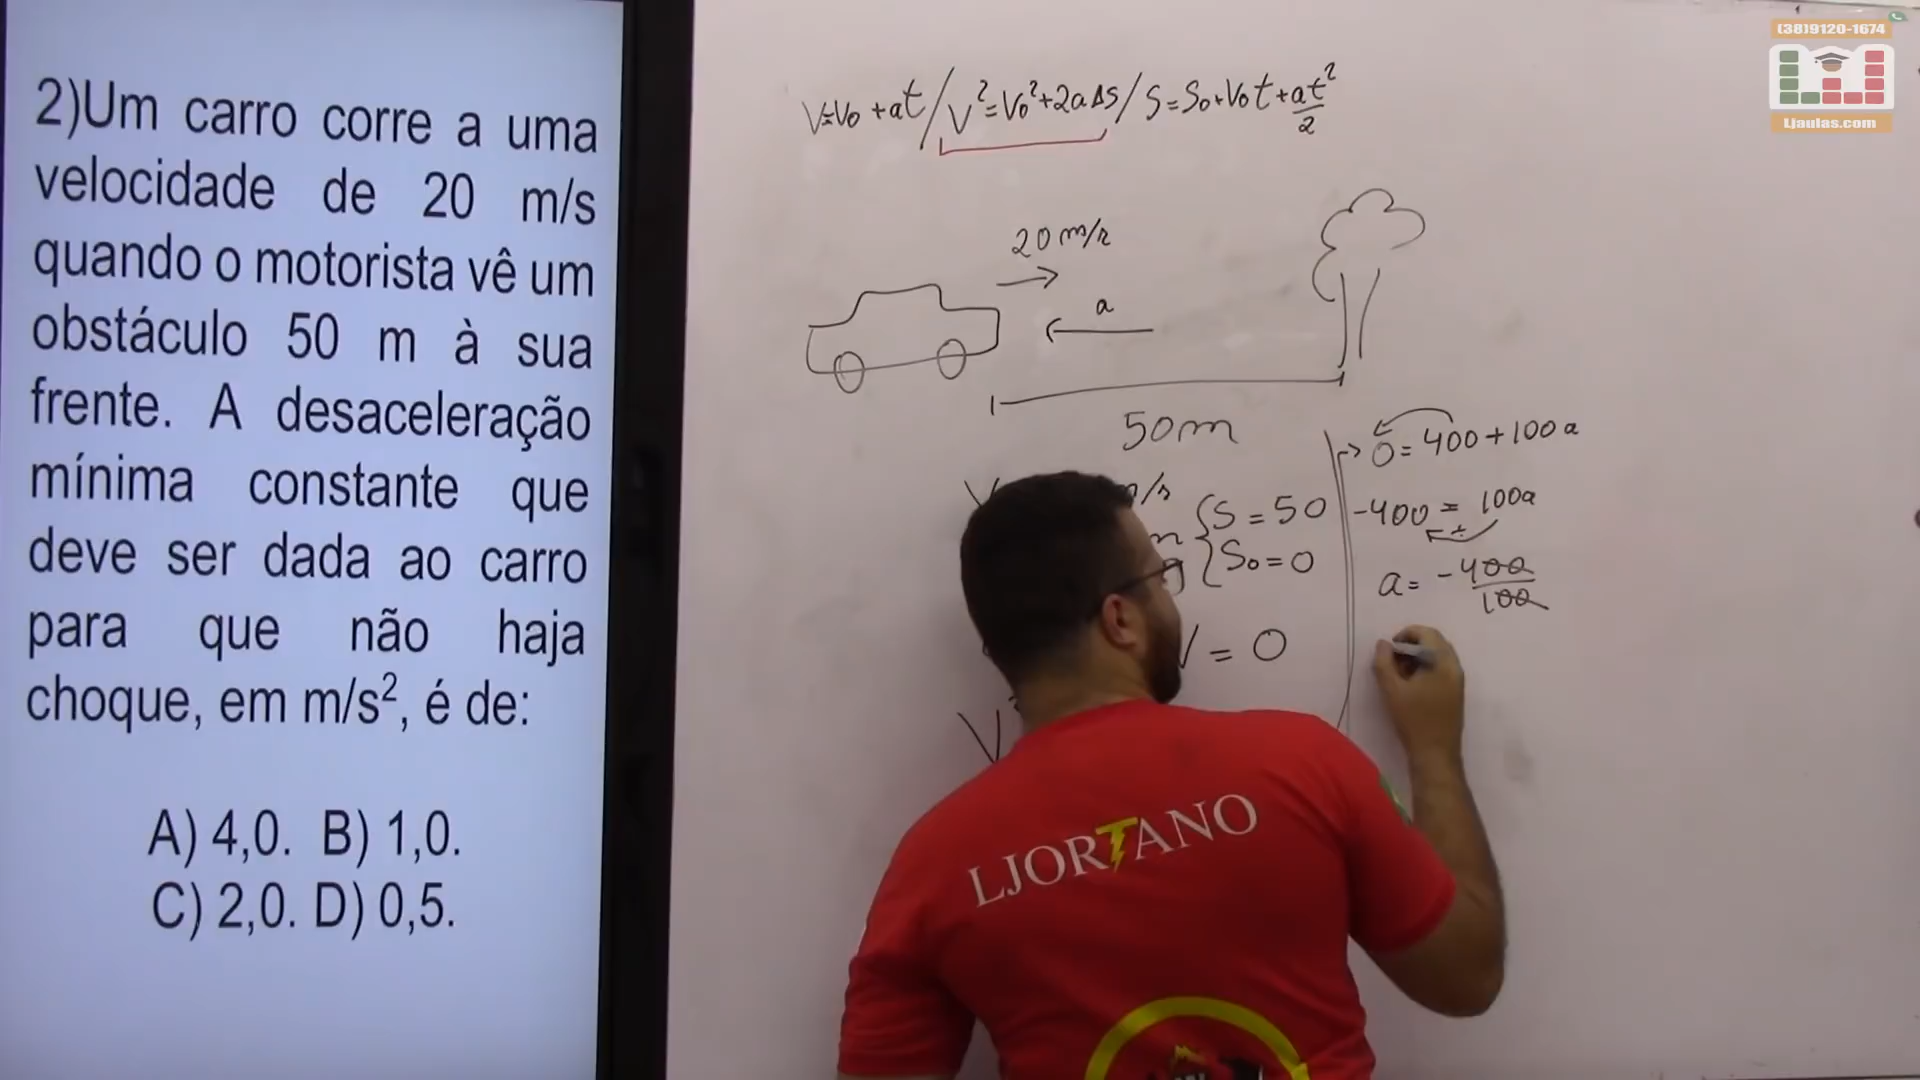 2)Um carro corre a uma
velocidade de 20 m/s
quando o motorista vê um
obstáculo 50 m à sua
frente. A desaceleração
mínima constante que
deve ser dada ao carro
para que não haja
choque, em m/s², é de:
A) 4,0. B) 1,0.
C) 2,0. D) 0,5.
V=V₀+at / V²=V₀²+2aΔS / S=S₀+V₀t+at²/2
20 m/s
a
50m
/s
S=50
S₀=0
V=0
V²
0=400+100a
-400=100a
÷
a=-400/100
LJORTANO
(38)9120-1674
Ljaulas.com